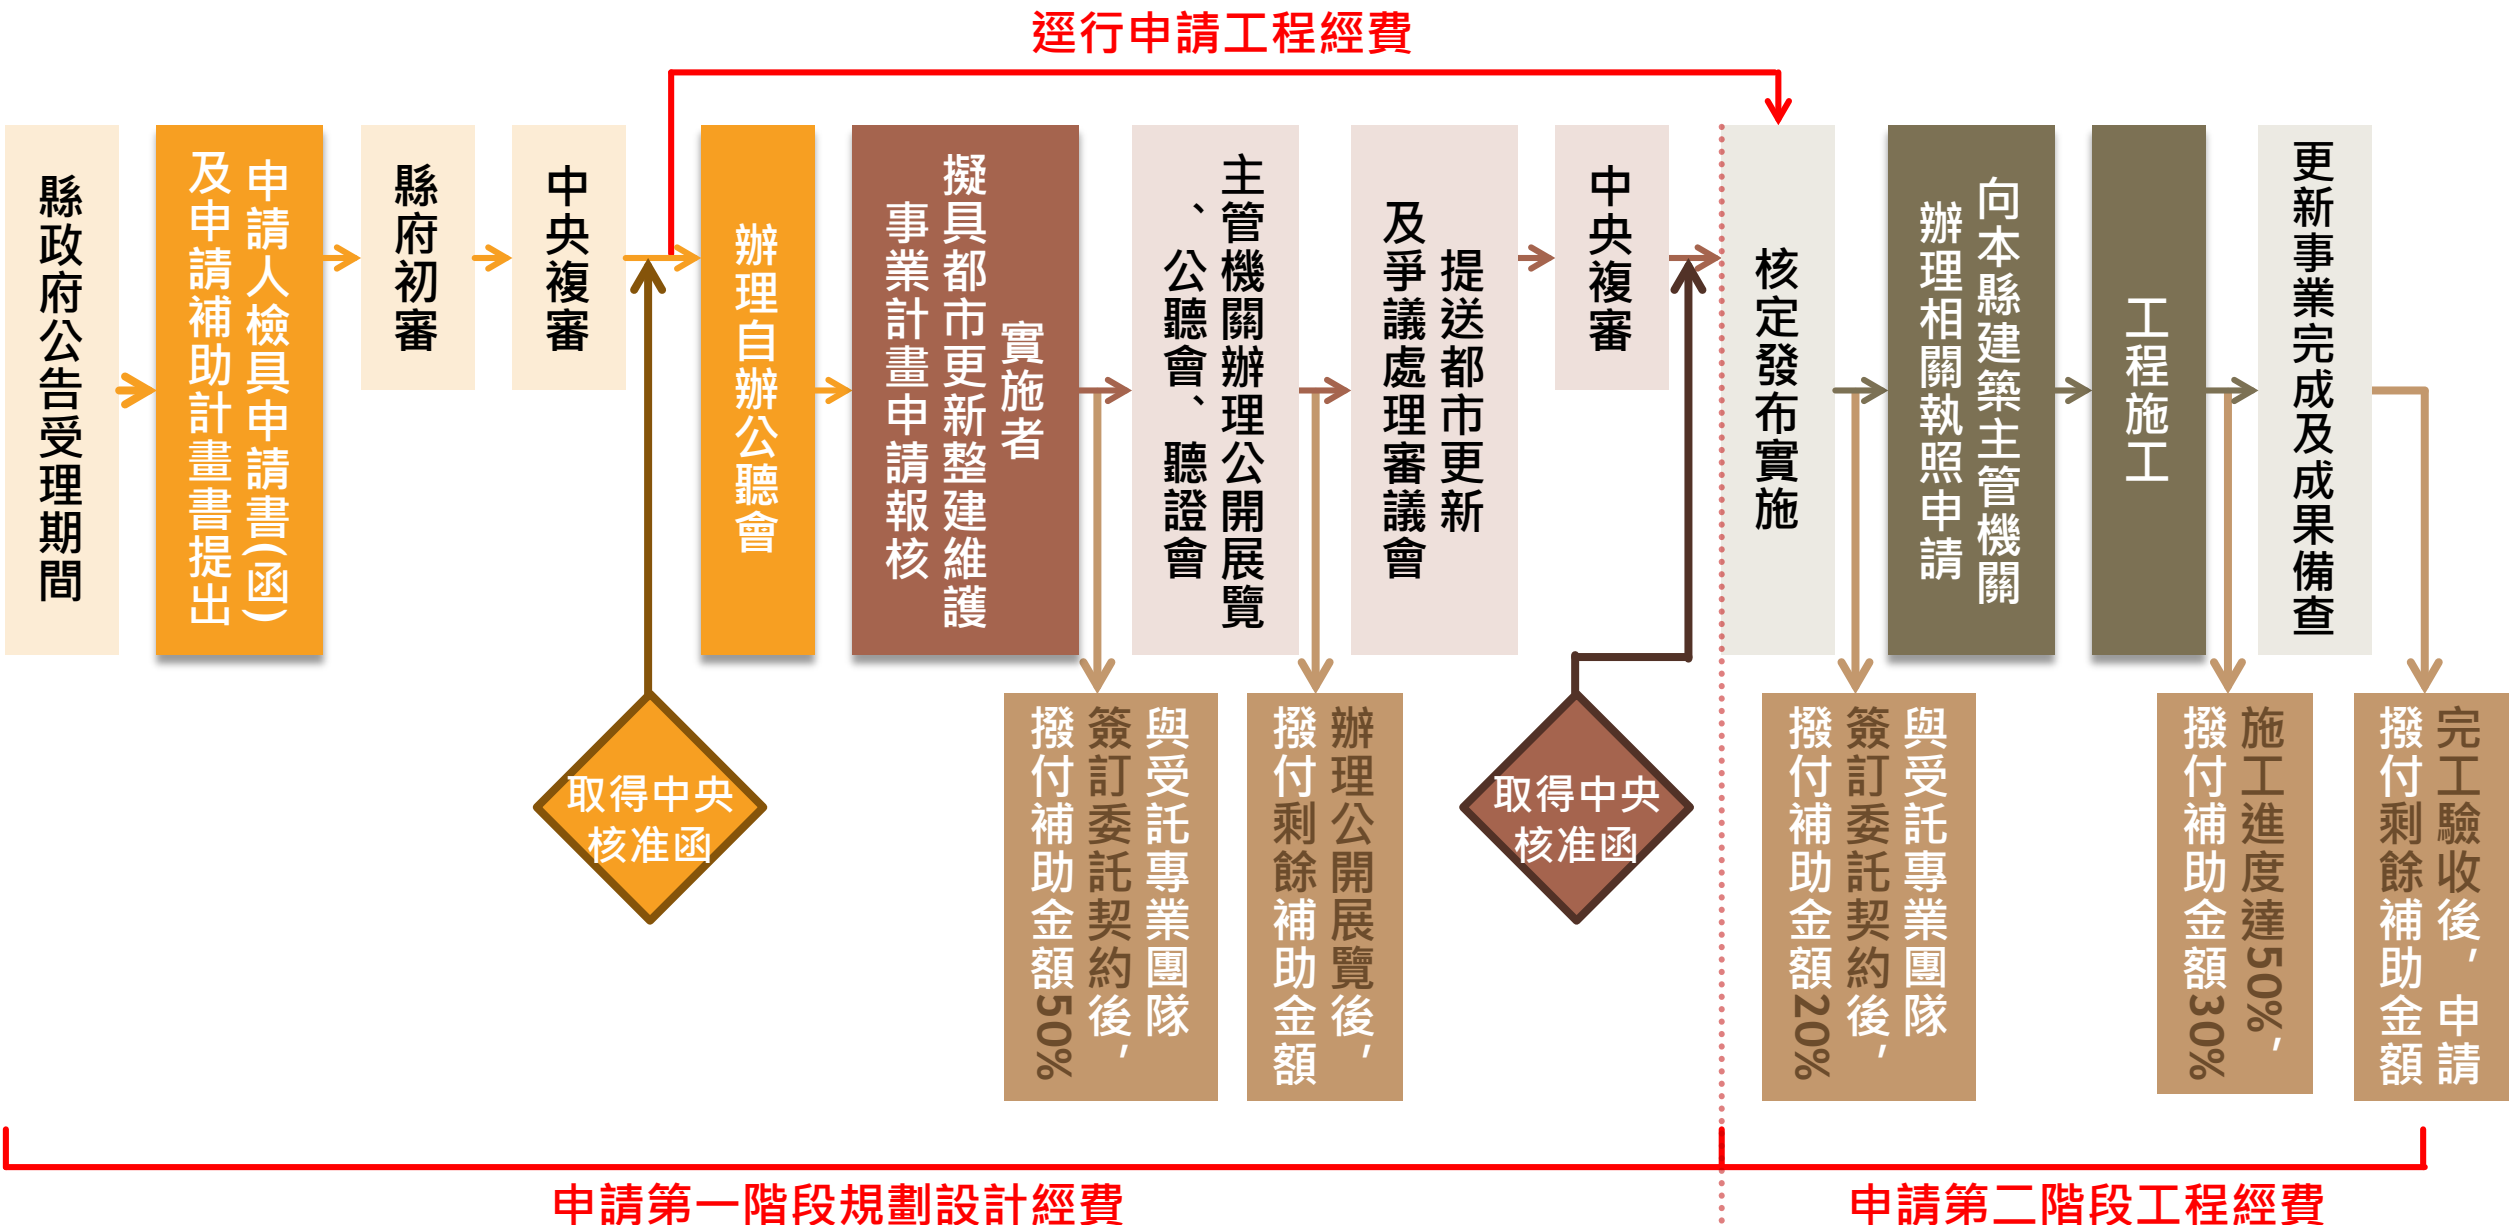 逕行申請工程經費
縣政府公告受理期間
申請人檢具申請書(函)
及申請補助計畫書提出
縣府初審
中央複審
辦理自辦公聽會
實施者
擬具都市更新整建維護
事業計畫申請報核
主管機關辦理公開展覽
、公聽會、聽證會
提送都市更新
及爭議處理審議會
中央複審
核定發布實施
向本縣建築主管機關
辦理相關執照申請
工程施工
更新事業完成及成果備查
取得中央
核准函
與受託專業團隊
簽訂委託契約後,
撥付補助金額50%
辦理公開展覽後,
撥付剩餘補助金額
取得中央
核准函
與受託專業團隊
簽訂委託契約後,
撥付補助金額20%
施工進度達50%,
撥付補助金額30%
完工驗收後,申請
撥付剩餘補助金額
申請第一階段規劃設計經費
申請第二階段工程經費